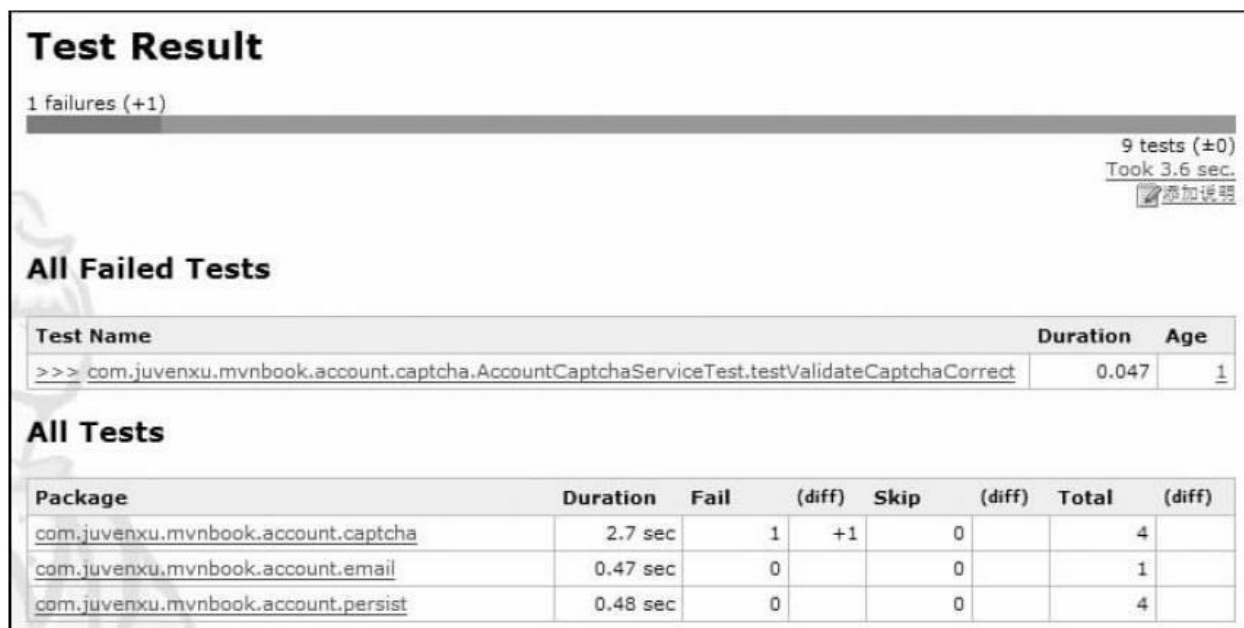 Test Result
1 failures (+1)
9 tests (±0)
Took 3.6 sec.
添加说明
All Failed Tests
Test Name Duration Age
>>> com.juvenxu.mvnbook.account.captcha.AccountCaptchaServiceTest.testValidateCaptchaCorrect 0.047 1
All Tests
Package Duration Fail (diff) Skip (diff) Total (diff)
com.juvenxu.mvnbook.account.captcha 2.7 sec 1 +1 0 4
com.juvenxu.mvnbook.account.email 0.47 sec 0 0 1
com.juvenxu.mvnbook.account.persist 0.48 sec 0 0 4